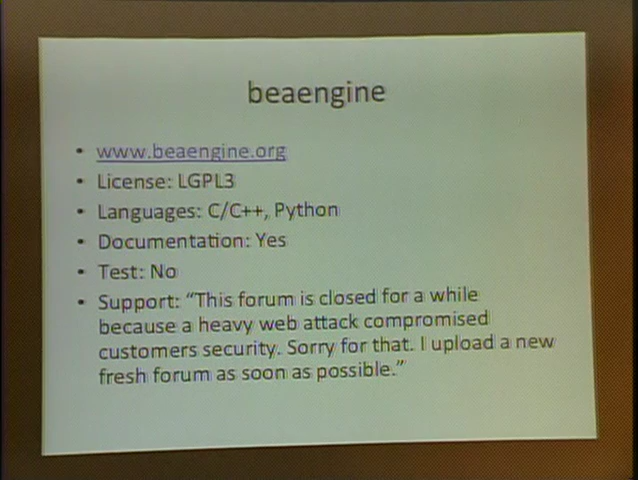 beaengine
• www.beaengine.org
• License: LGPL3
• Languages: C/C++, Python
• Documentation: Yes
• Test: No
• Support: “This forum is closed for a while
because a heavy web attack compromised
customers security. Sorry for that. I upload a new
fresh forum as soon as possible.”